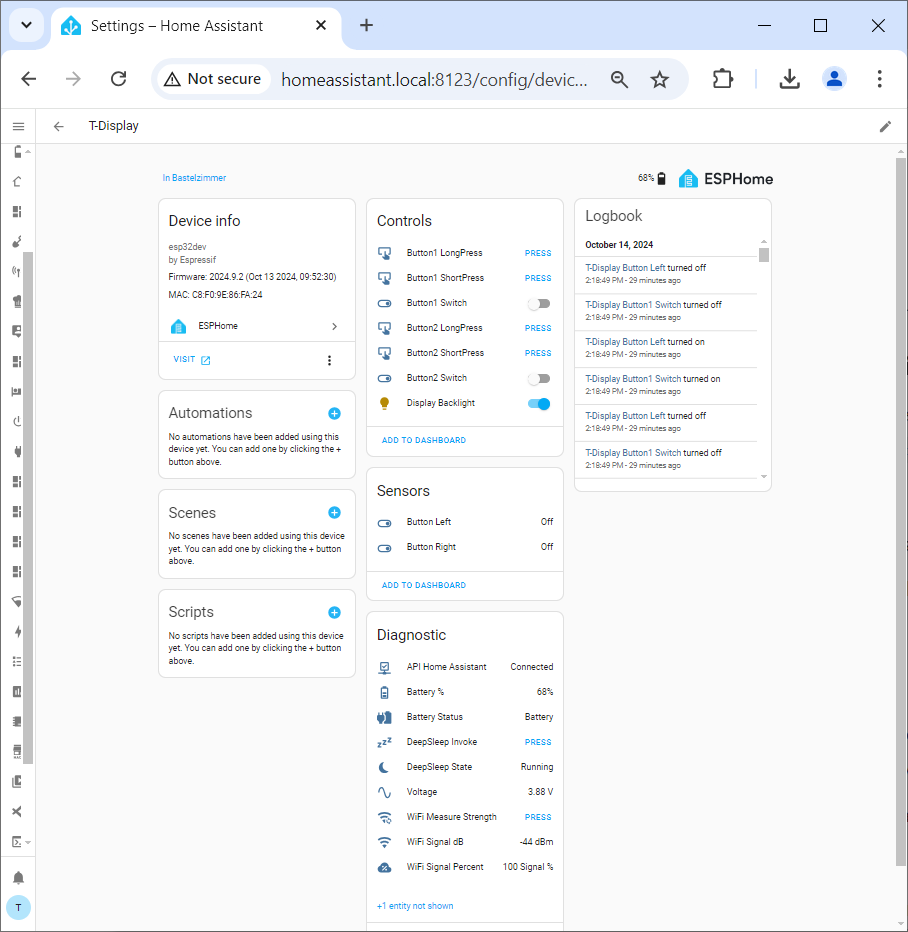 Settings – Home Assistant
Not secure
homeassistant.local:8123/config/devic...
T-Display
In Bastelzimmer
68%
ESPHome
Device info
esp32dev
by Espressif
Firmware: 2024.9.2 (Oct 13 2024, 09:52:30)
MAC: C8:F0:9E:86:FA:24
ESPHome
VISIT
Automations
No automations have been added using this
device yet. You can add one by clicking the +
button above.
Scenes
No scenes have been added using this device
yet. You can add one by clicking the + button
above.
Scripts
No scripts have been added using this device
yet. You can add one by clicking the + button
above.
Controls
Button1 LongPress PRESS
Button1 ShortPress PRESS
Button1 Switch
Button2 LongPress PRESS
Button2 ShortPress PRESS
Button2 Switch
Display Backlight
ADD TO DASHBOARD
Sensors
Button Left Off
Button Right Off
ADD TO DASHBOARD
Diagnostic
API Home Assistant Connected
Battery % 68%
Battery Status Battery
DeepSleep Invoke PRESS
DeepSleep State Running
Voltage 3.88 V
WiFi Measure Strength PRESS
WiFi Signal dB -44 dBm
WiFi Signal Percent 100 Signal %
+1 entity not shown
Logbook
October 14, 2024
T-Display Button Left turned off
2:18:49 PM - 29 minutes ago
T-Display Button1 Switch turned off
2:18:49 PM - 29 minutes ago
T-Display Button Left turned on
2:18:49 PM - 29 minutes ago
T-Display Button1 Switch turned on
2:18:49 PM - 29 minutes ago
T-Display Button Left turned off
2:18:49 PM - 29 minutes ago
T-Display Button1 Switch turned off
2:18:49 PM - 29 minutes ago
T